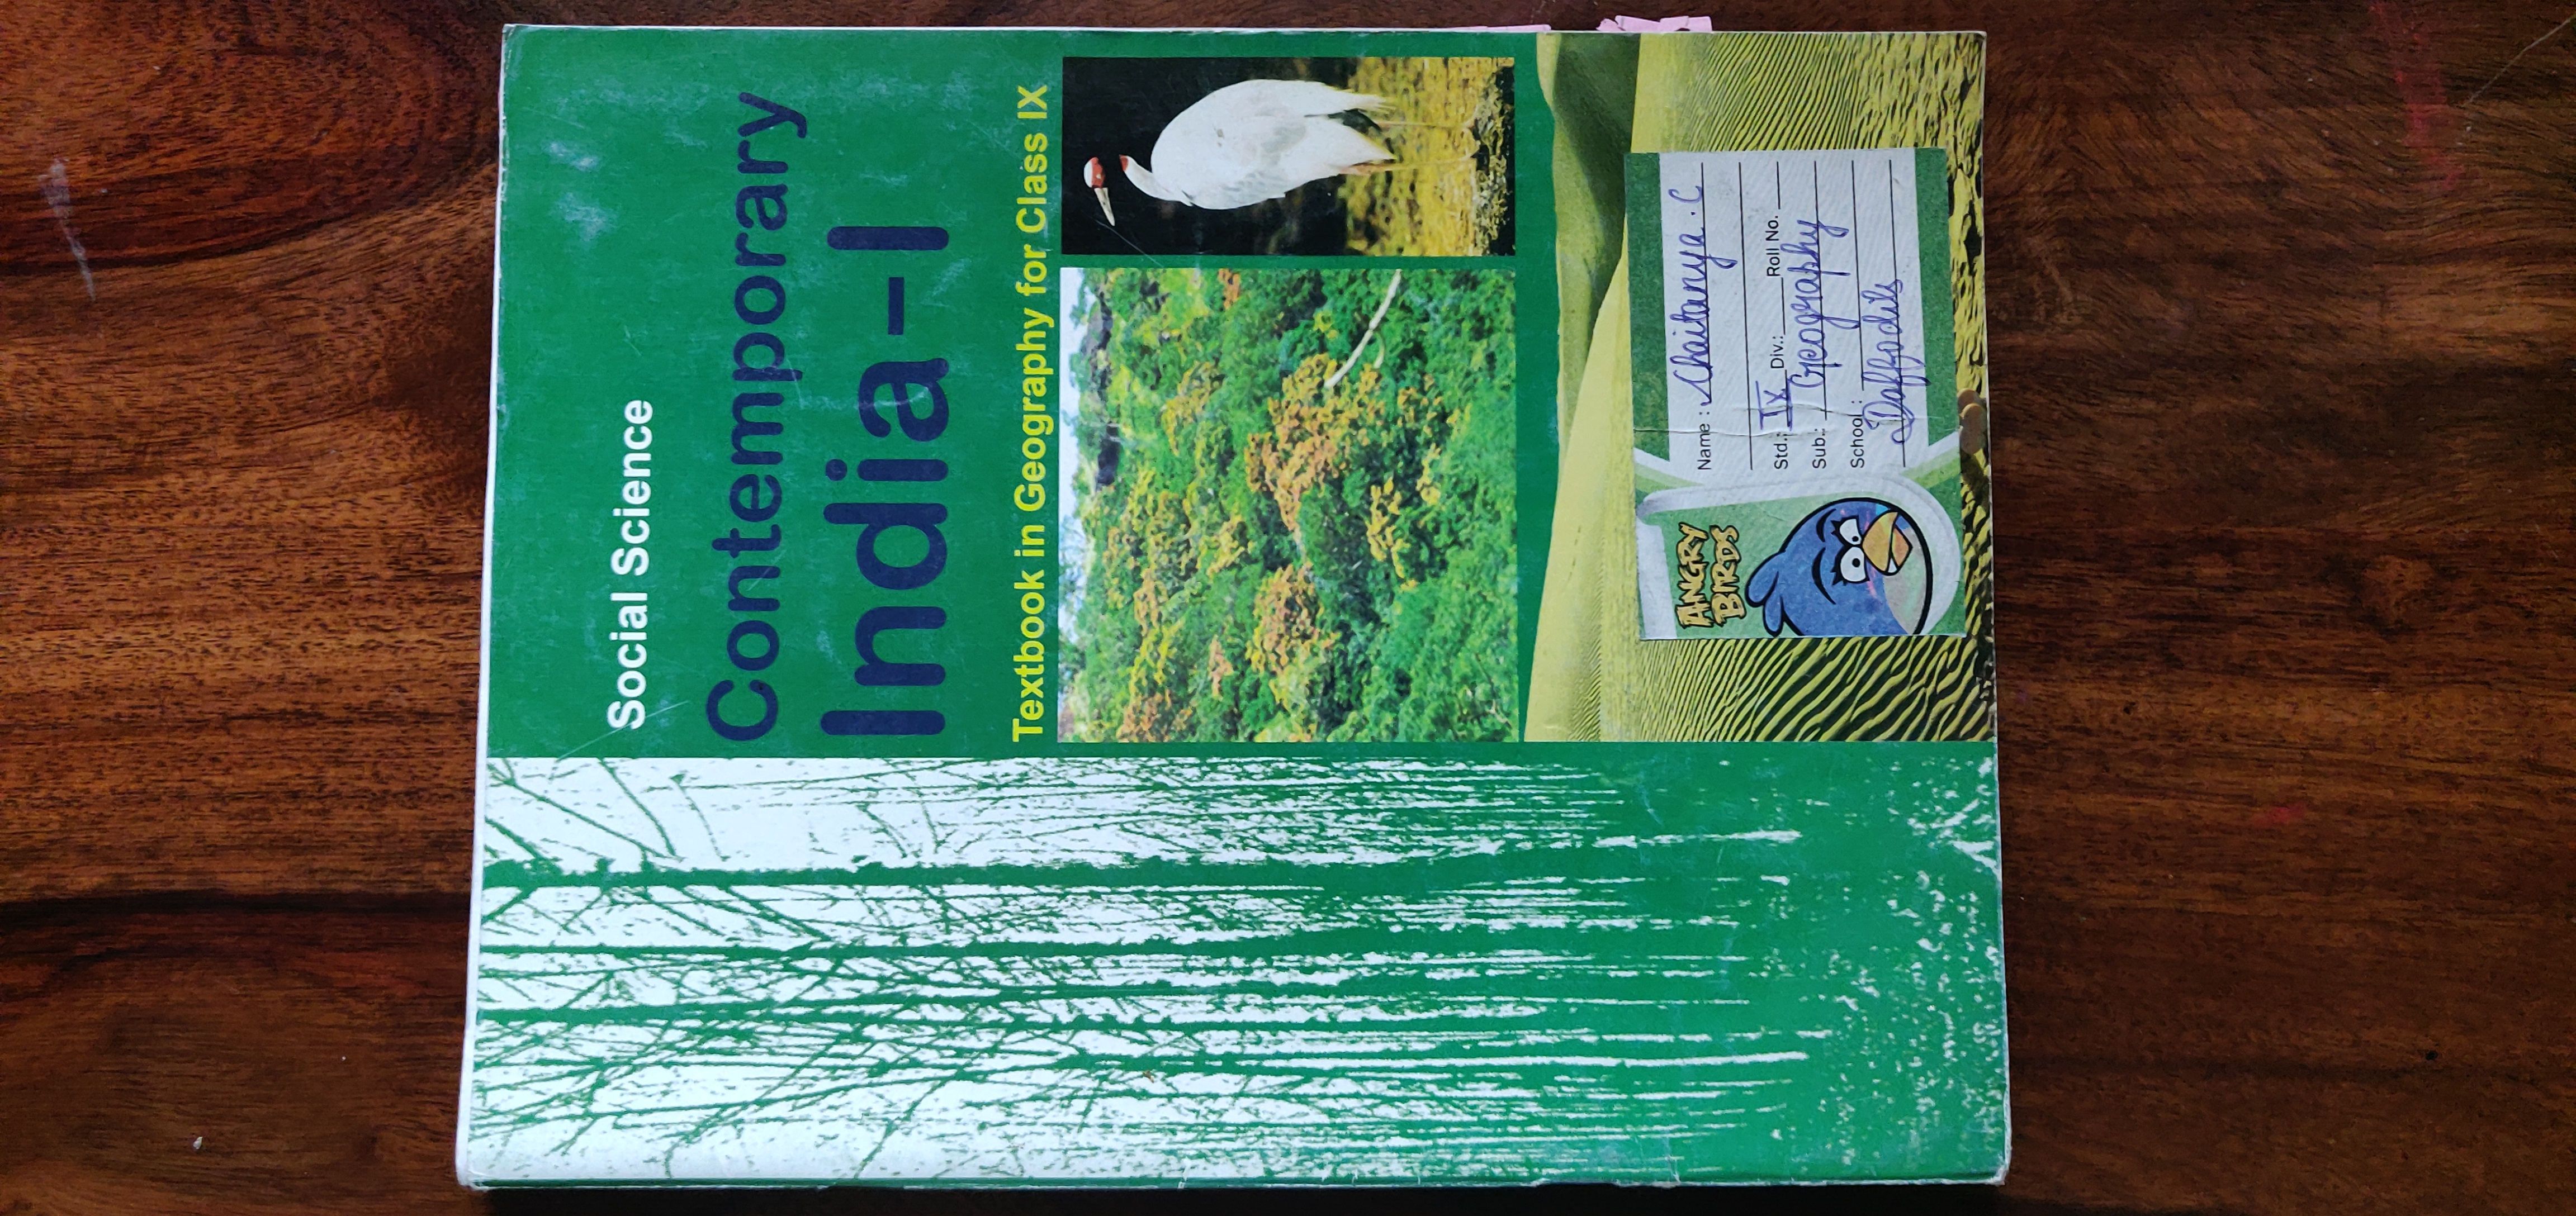 Social Science
Contemporary
India - I
Textbook in Geography for Class IX
ANGRY
BIRDS
Name : Chaitanya . C
Std.: IX Div.: Roll No.
Sub.: Geography
School :
Daffodils